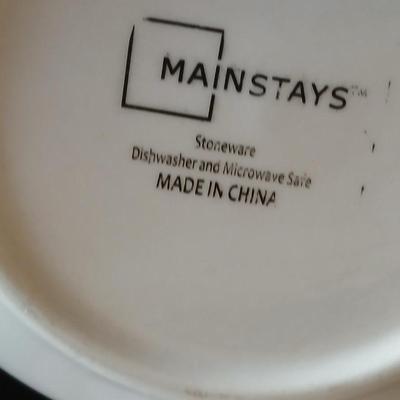 MAINSTAYS™
Stoneware
Dishwasher and Microwave Safe
MADE IN CHINA